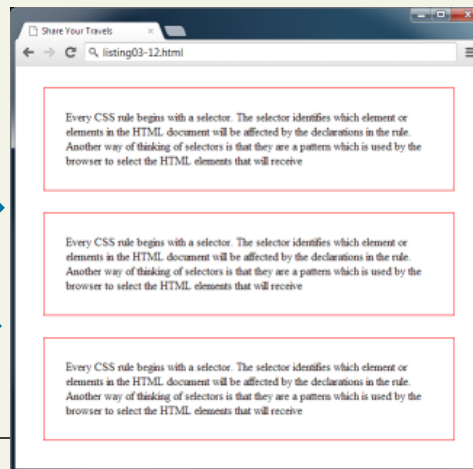 Share Your Travels
listing03-12.html
Every CSS rule begins with a selector. The selector identifies which element or
elements in the HTML document will be affected by the declarations in the rule.
Another way of thinking of selectors is that they are a pattern which is used by the
browser to select the HTML elements that will receive
Every CSS rule begins with a selector. The selector identifies which element or
elements in the HTML document will be affected by the declarations in the rule.
Another way of thinking of selectors is that they are a pattern which is used by the
browser to select the HTML elements that will receive
Every CSS rule begins with a selector. The selector identifies which element or
elements in the HTML document will be affected by the declarations in the rule.
Another way of thinking of selectors is that they are a pattern which is used by the
browser to select the HTML elements that will receive